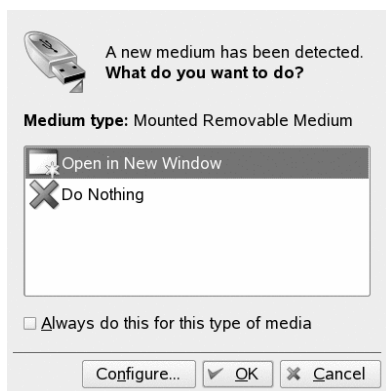 A new medium has been detected.
What do you want to do?
Medium type: Mounted Removable Medium
Open in New Window
Do Nothing
Always do this for this type of media
Configure... OK Cancel